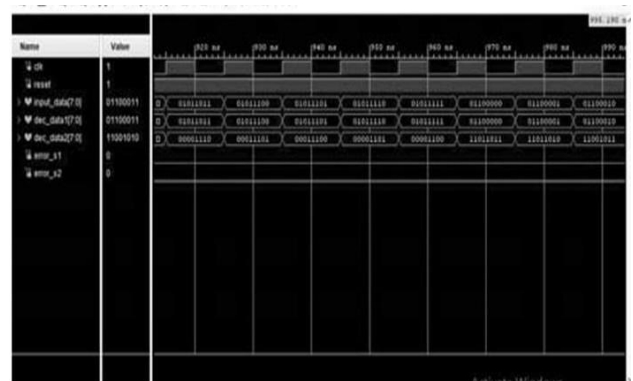 Name Value
920 ns 930 ns 940 ns 950 ns 960 ns 970 ns 980 ns 990 ns
clk 1
reset 1
input_data[7:0] 01100011 01011011 01011100 01011101 01011110 01011111 01100000 01100001 01100010
dec_data1[7:0] 01100011 01011011 01011100 01011101 01011110 01011111 01100000 01100001 01100010
dec_data2[7:0] 11001010 00001110 00011101 00001100 00001111 00001110 11011011 11011010 11001011
error_s1 0
error_s2 0